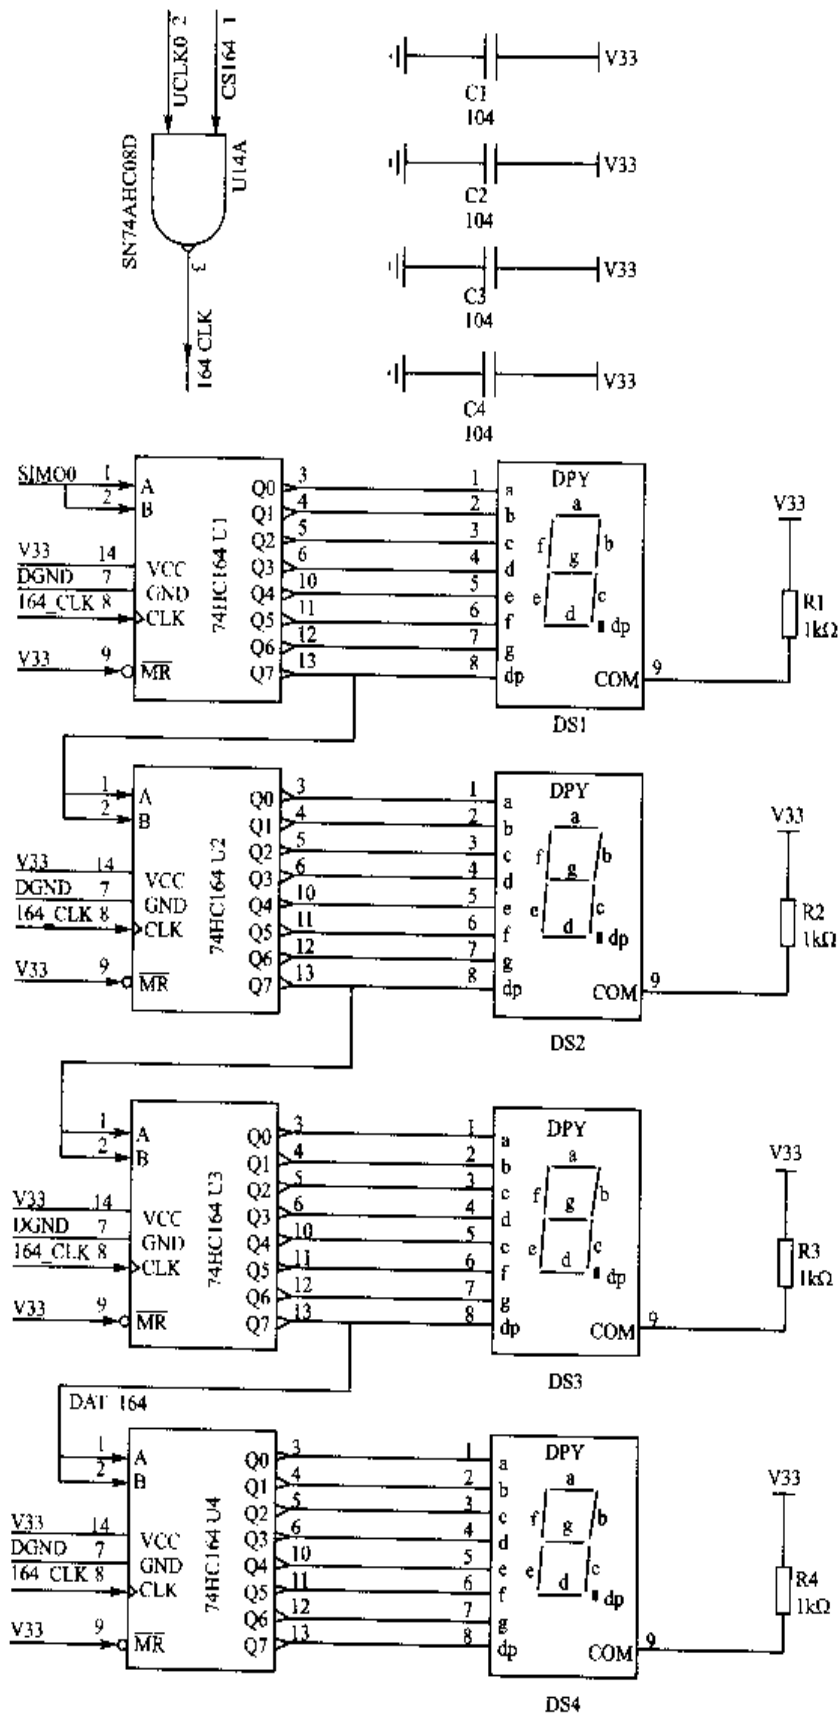 UCLK0 2
CS164 1
SN74AHC08D
U14A
3
164 CLK
C1
104
V33
C2
104
V33
C3
104
V33
C4
104
V33
SIMO0 1 A
2 B
V33 14 VCC
DGND 7 GND
164_CLK 8 CLK
V33 9 MR
74HC164 U1
Q0 3 1 a
Q1 4 2 b
Q2 5 3 c
Q3 6 4 d
Q4 10 5 e
Q5 11 6 f
Q6 12 7 g
Q7 13 8 dp
DPY
a
f b
g
e c
d dp
COM 9
DS1
V33
R1
1kΩ
1 A
2 B
V33 14 VCC
DGND 7 GND
164_CLK 8 CLK
V33 9 MR
74HC164 U2
Q0 3 1 a
Q1 4 2 b
Q2 5 3 c
Q3 6 4 d
Q4 10 5 e
Q5 11 6 f
Q6 12 7 g
Q7 13 8 dp
DPY
a
f b
g
e c
d dp
COM 9
DS2
V33
R2
1kΩ
1 A
2 B
V33 14 VCC
DGND 7 GND
164_CLK 8 CLK
V33 9 MR
74HC164 U3
Q0 3 1 a
Q1 4 2 b
Q2 5 3 c
Q3 6 4 d
Q4 10 5 e
Q5 11 6 f
Q6 12 7 g
Q7 13 8 dp
DPY
a
f b
g
e c
d dp
COM 9
DS3
V33
R3
1kΩ
DAT 164
1 A
2 B
V33 14 VCC
DGND 7 GND
164 CLK 8 CLK
V33 9 MR
74HC164 U4
Q0 3 1 a
Q1 4 2 b
Q2 5 3 c
Q3 6 4 d
Q4 10 5 e
Q5 11 6 f
Q6 12 7 g
Q7 13 8 dp
DPY
a
f b
g
e c
d dp
COM 9
DS4
V33
R4
1kΩ